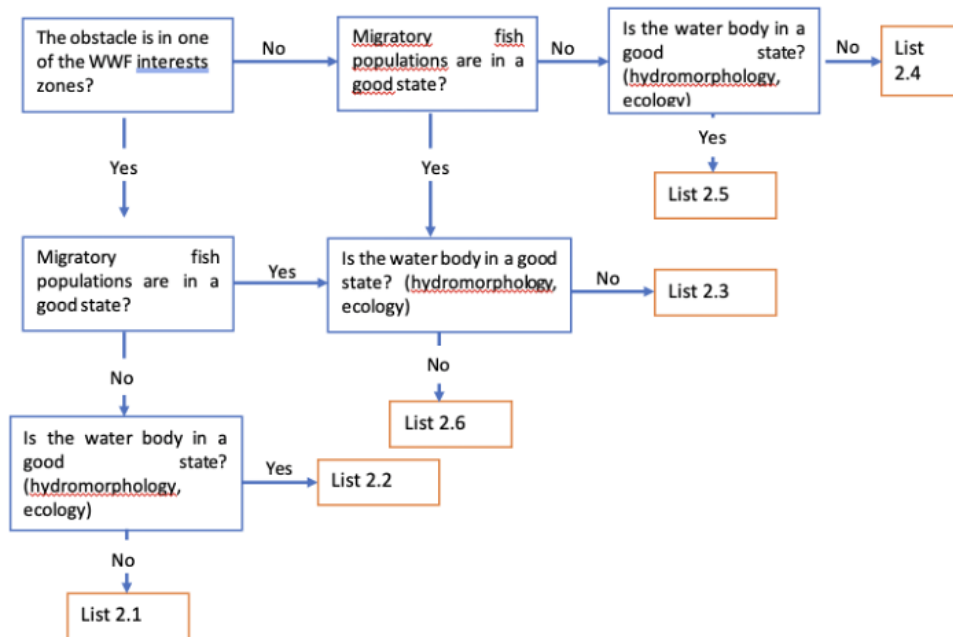 The obstacle is in one
of the WWF interests
zones?
No
Migratory fish
populations are in a
good state?
No
Is the water body in a
good state?
(hydromorphology,
ecology)
No
List
2.4
Yes
Yes
Yes
List 2.5
Migratory fish
populations are in a
good state?
Yes
Is the water body in a good
state? (hydromorphology,
ecology)
No
List 2.3
No
No
List 2.6
Is the water body in a
good state?
(hydromorphology,
ecology)
Yes
List 2.2
No
List 2.1